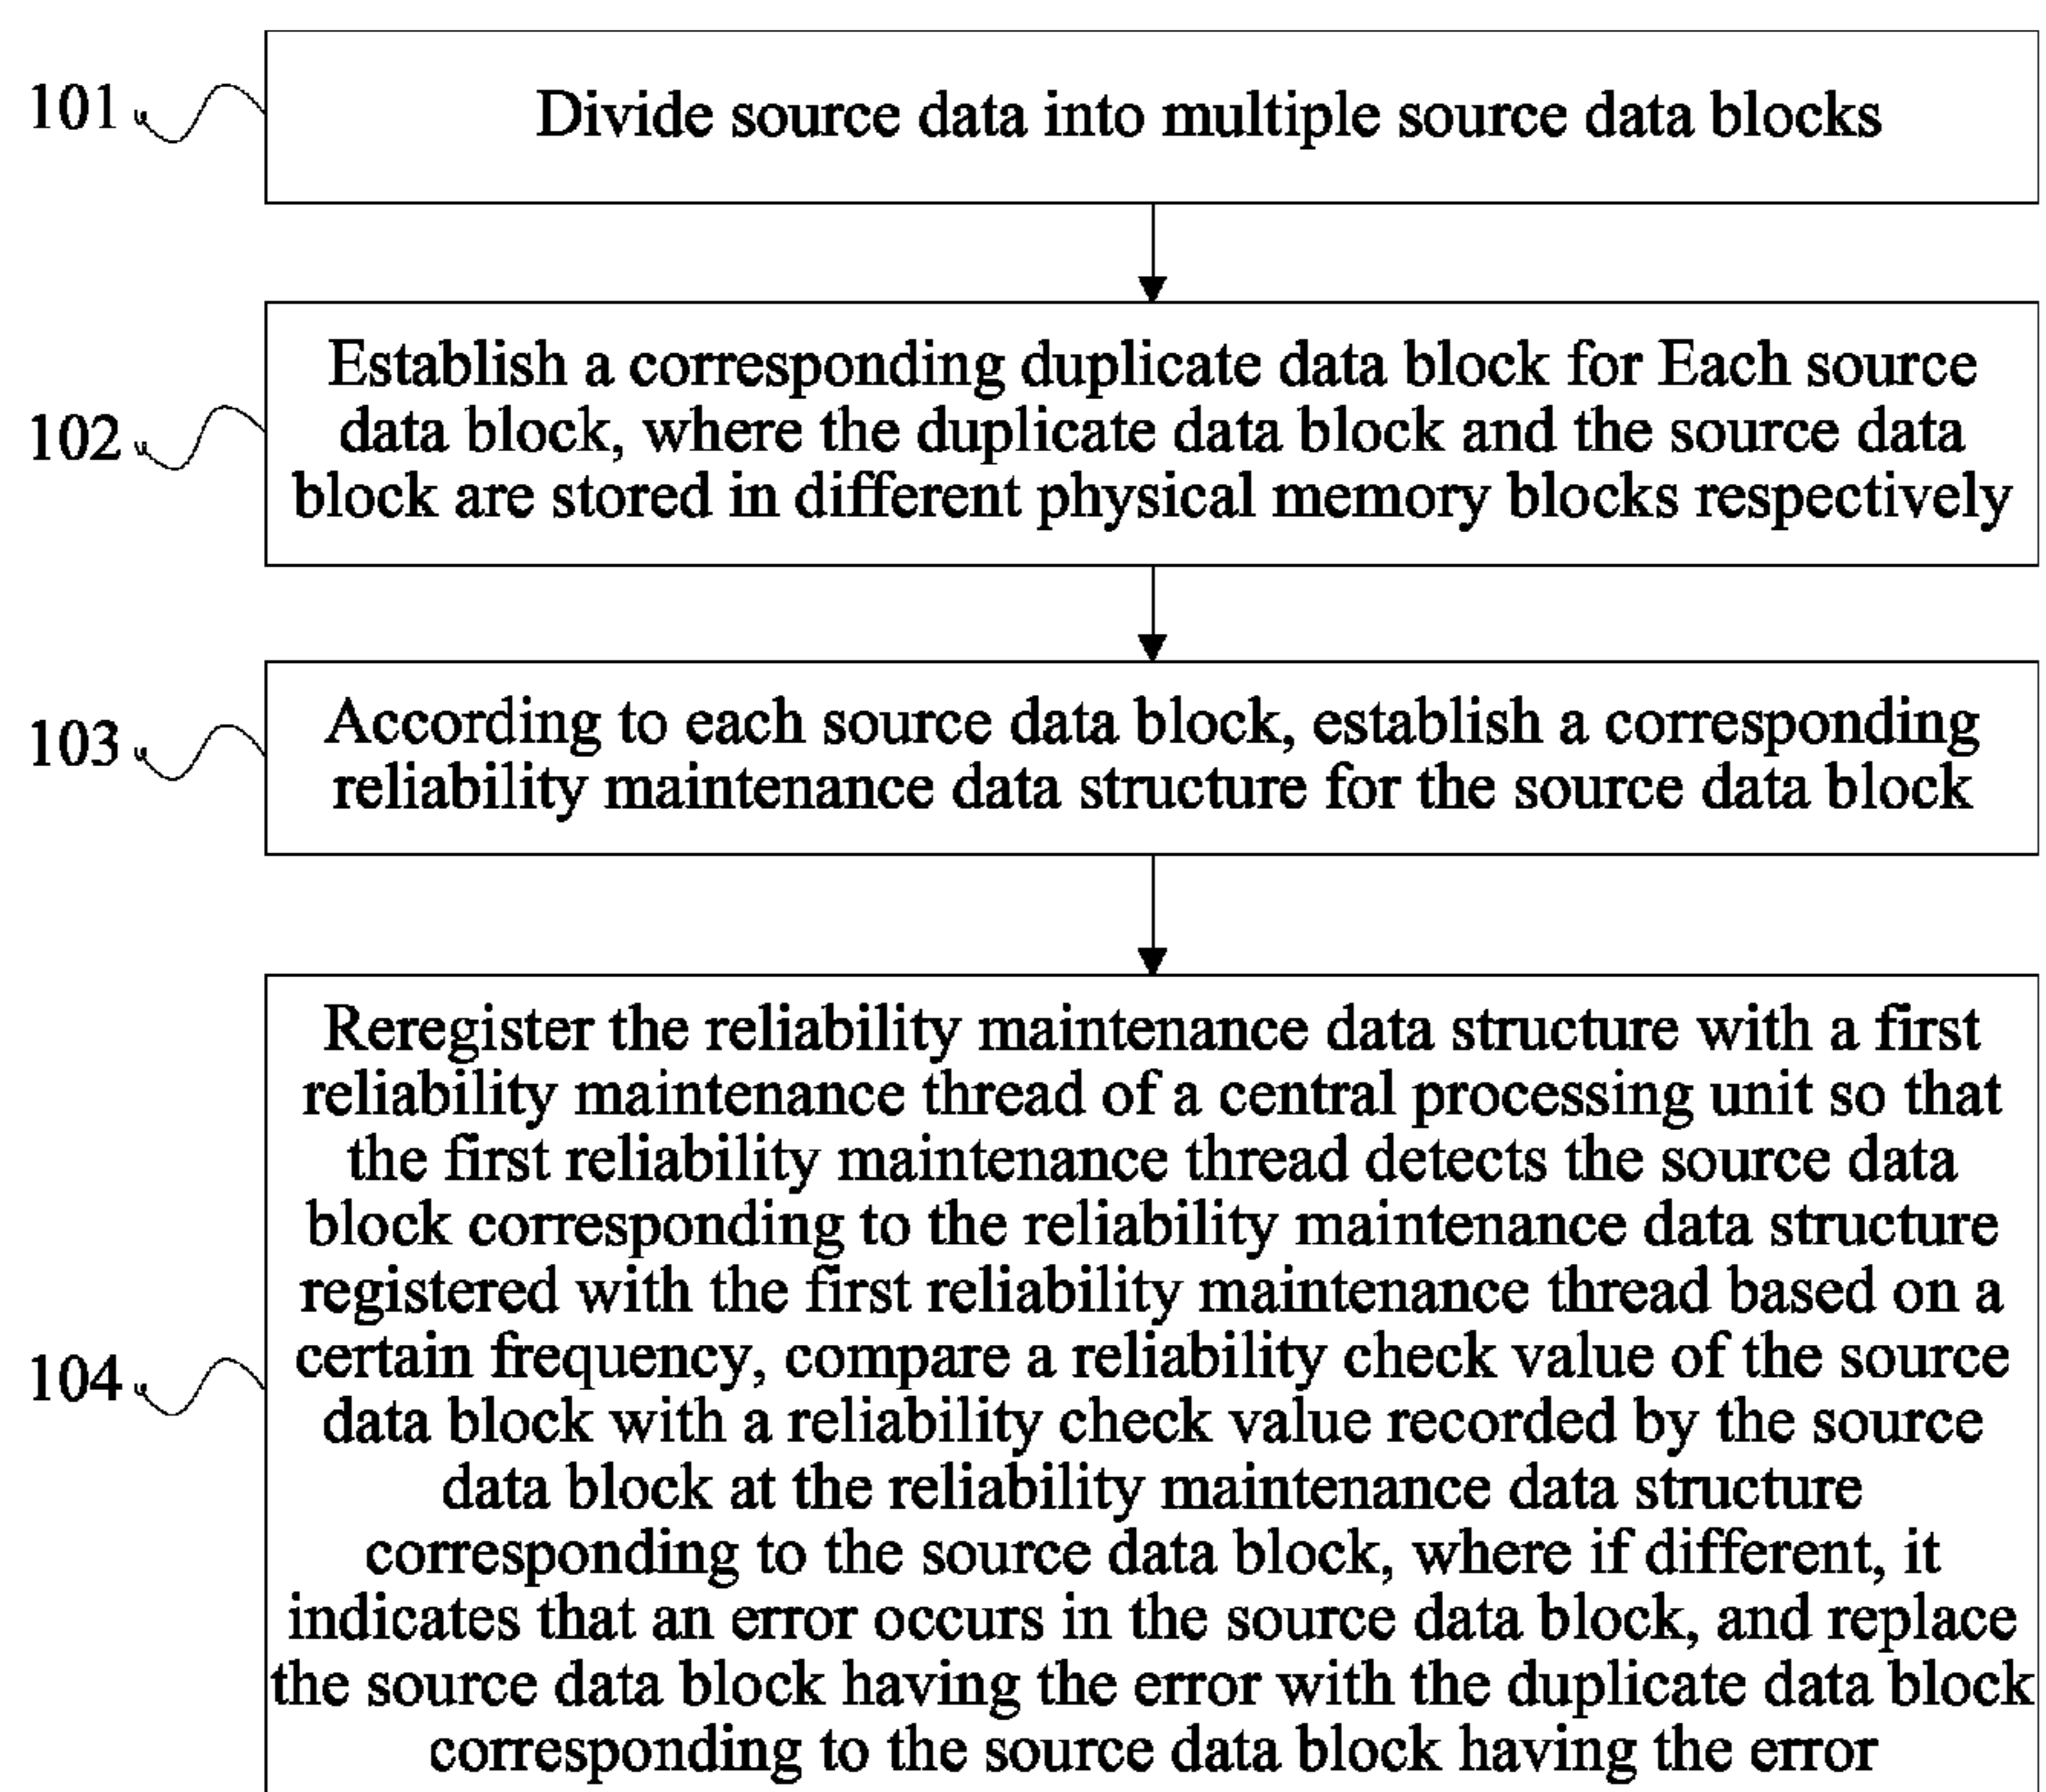 101
Divide source data into multiple source data blocks
102
Establish a corresponding duplicate data block for Each source
data block, where the duplicate data block and the source data
block are stored in different physical memory blocks respectively
103
According to each source data block, establish a corresponding
reliability maintenance data structure for the source data block
104
Reregister the reliability maintenance data structure with a first
reliability maintenance thread of a central processing unit so that
the first reliability maintenance thread detects the source data
block corresponding to the reliability maintenance data structure
registered with the first reliability maintenance thread based on a
certain frequency, compare a reliability check value of the source
data block with a reliability check value recorded by the source
data block at the reliability maintenance data structure
corresponding to the source data block, where if different, it
indicates that an error occurs in the source data block, and replace
the source data block having the error with the duplicate data block
corresponding to the source data block having the error